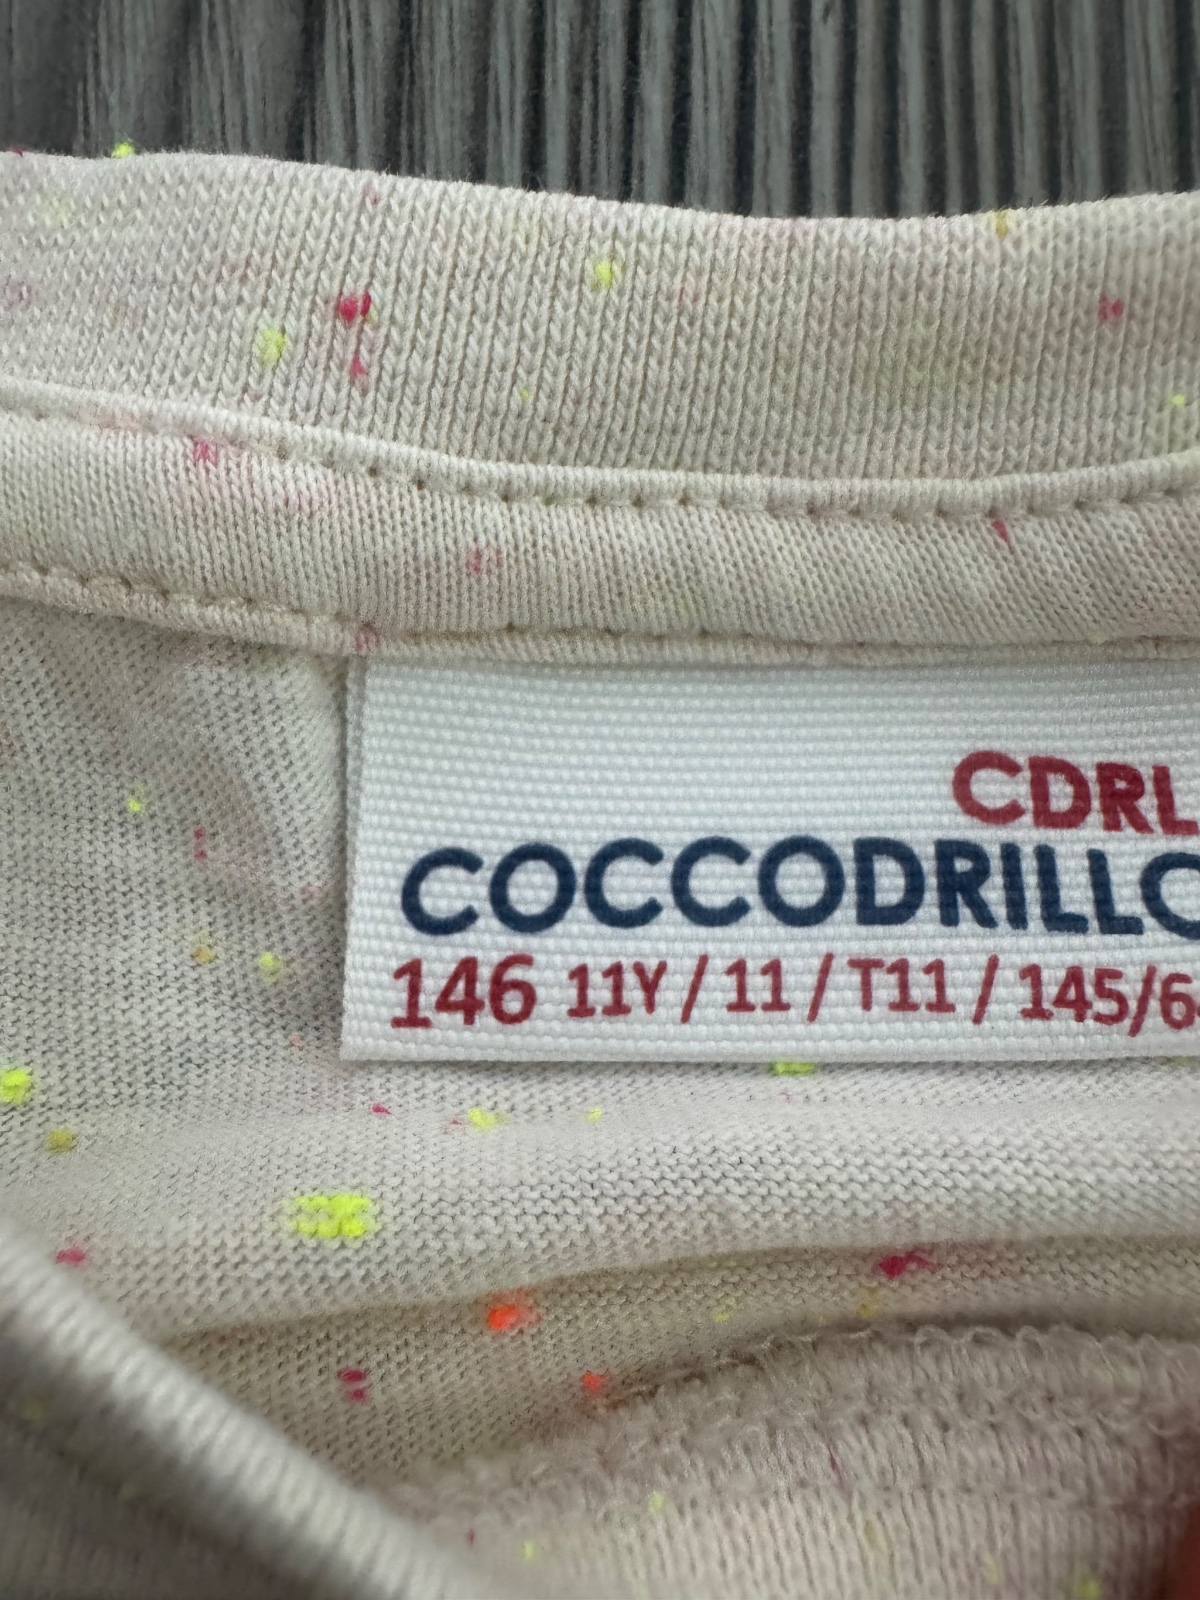 CDRL
COCCODRILLO
146 11Y / 11 / T11 / 145/6